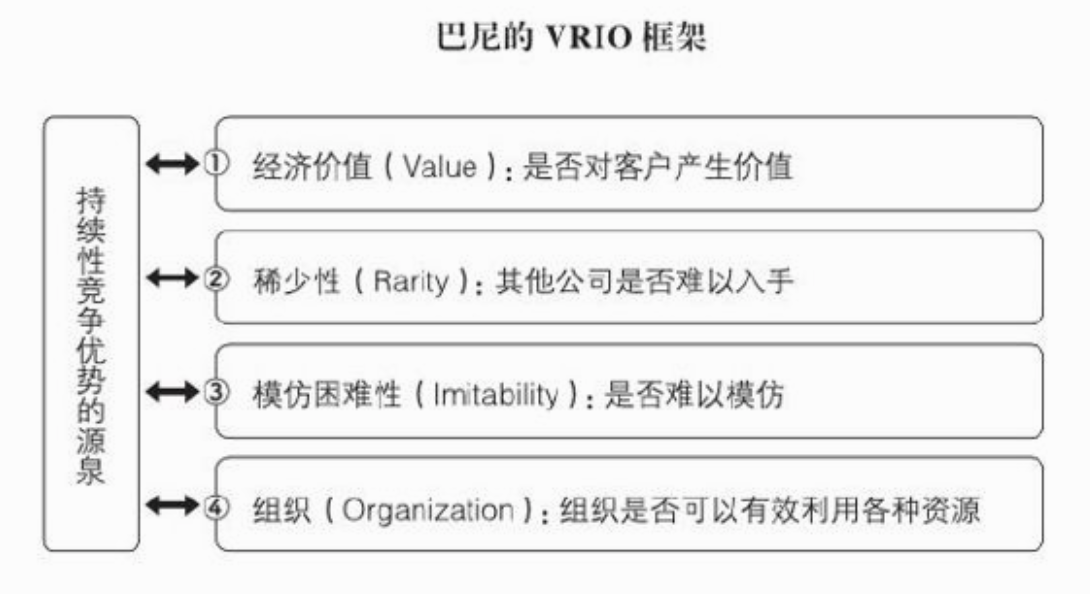 巴尼的 VRIO 框架
持续性竞争优势的源泉
① 经济价值（Value）：是否对客户产生价值
② 稀少性（Rarity）：其他公司是否难以入手
③ 模仿困难性（Imitability）：是否难以模仿
④ 组织（Organization）：组织是否可以有效利用各种资源